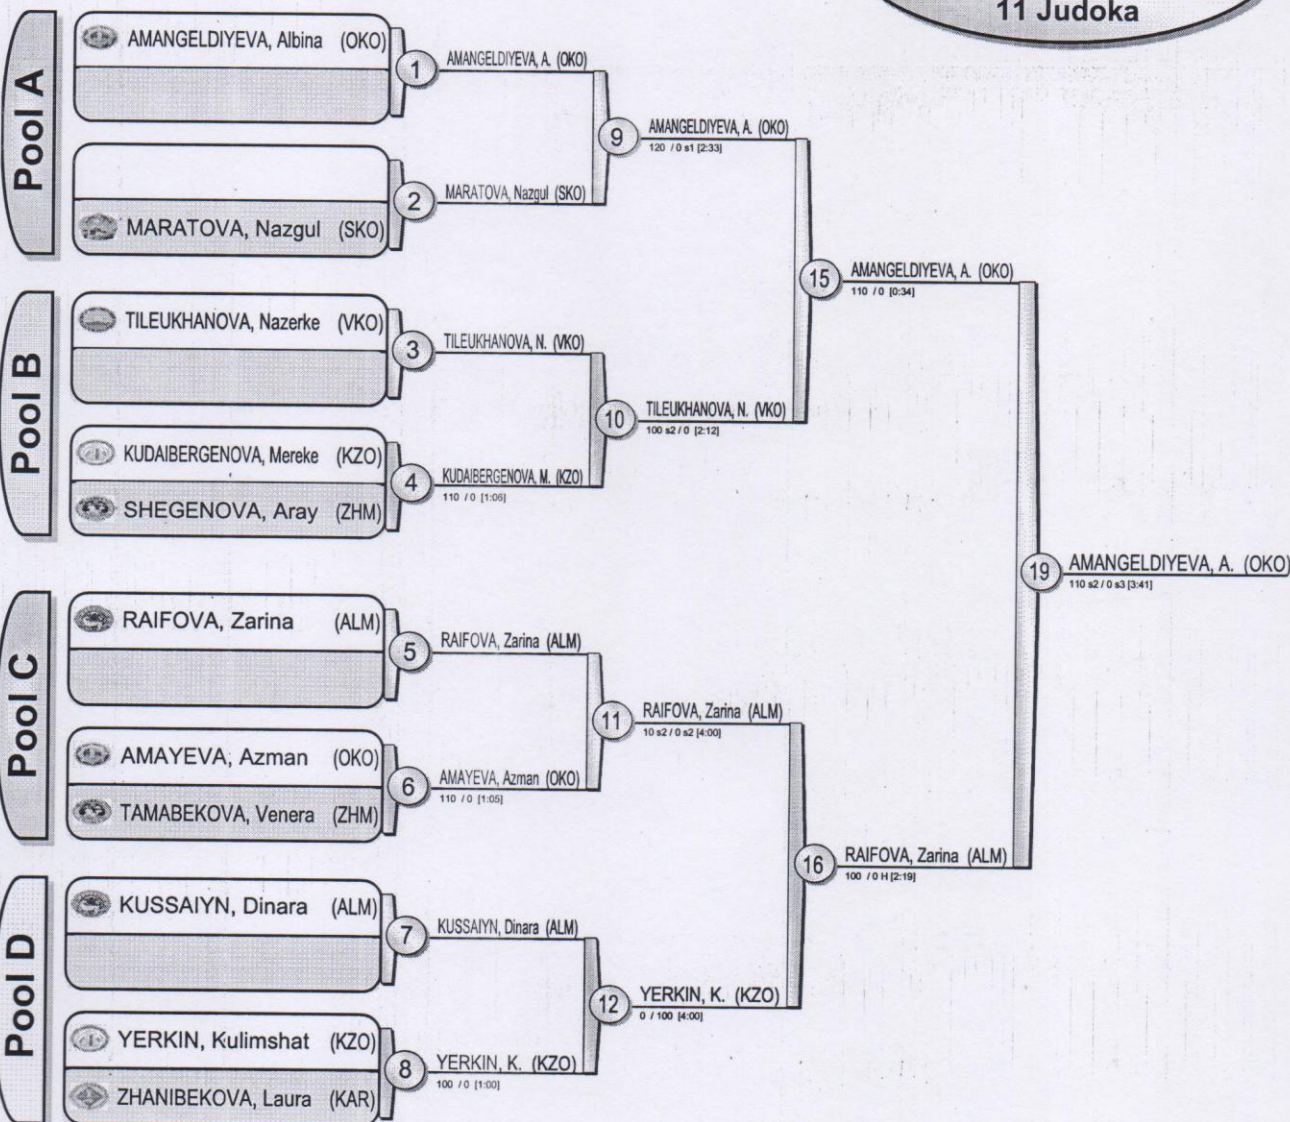 11 Judoka
Pool A
AMANGELDIYEVA, Albina (OKO)
MARATOVA, Nazgul (SKO)
1
AMANGELDIYEVA, A. (OKO)
2
MARATOVA, Nazgul (SKO)
9
AMANGELDIYEVA, A. (OKO)
120 / 0 s1 [2:33]
Pool B
TILEUKHANOVA, Nazerke (VKO)
KUDAIBERGENOVA, Mereke (KZO)
SHEGENOVA, Aray (ZHM)
3
TILEUKHANOVA, N. (VKO)
4
KUDAIBERGENOVA, M. (KZO)
110 / 0 [1:06]
10
TILEUKHANOVA, N. (VKO)
100 s2 / 0 [2:12]
15
AMANGELDIYEVA, A. (OKO)
110 / 0 [0:34]
Pool C
RAIFOVA, Zarina (ALM)
AMAYEVA, Azman (OKO)
TAMABEKOVA, Venera (ZHM)
5
RAIFOVA, Zarina (ALM)
6
AMAYEVA, Azman (OKO)
110 / 0 [1:05]
11
RAIFOVA, Zarina (ALM)
10 s2 / 0 s2 [4:00]
Pool D
KUSSAIYN, Dinara (ALM)
YERKIN, Kulimshat (KZO)
ZHANIBEKOVA, Laura (KAR)
7
KUSSAIYN, Dinara (ALM)
8
YERKIN, K. (KZO)
100 / 0 [1:00]
12
YERKIN, K. (KZO)
0 / 100 [4:00]
16
RAIFOVA, Zarina (ALM)
100 / 0 H [2:19]
19
AMANGELDIYEVA, A. (OKO)
110 s2 / 0 s3 [3:41]